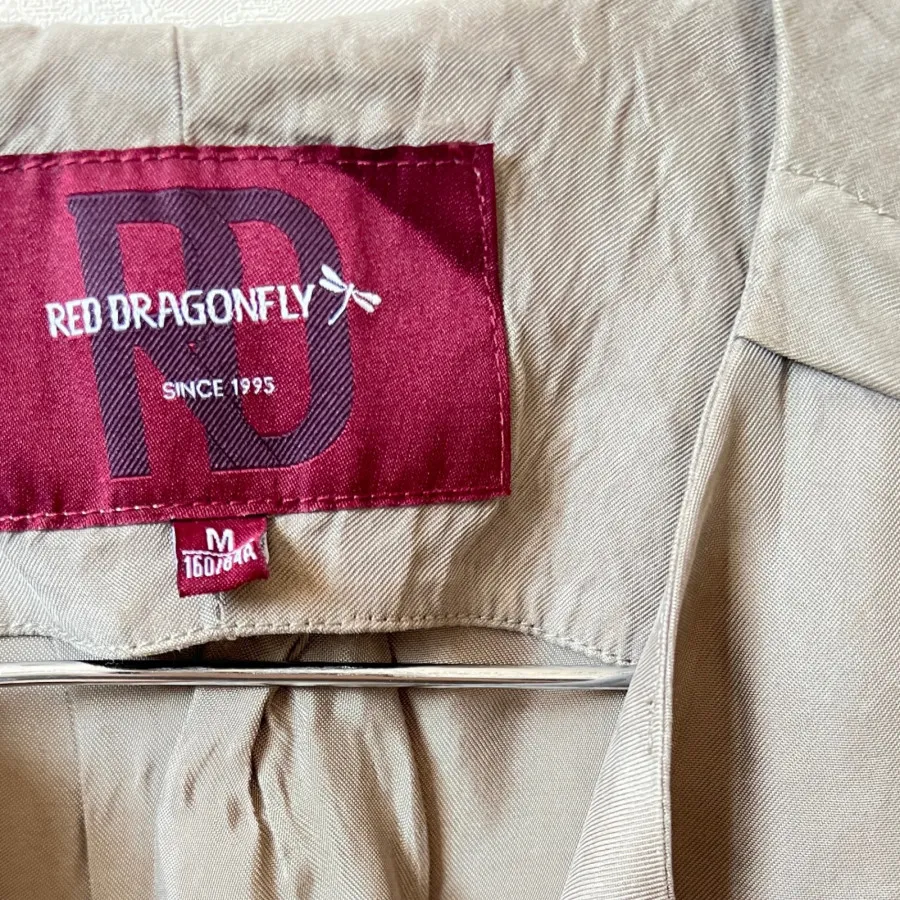 RD
RED DRAGONFLY
SINCE 1995
M
160/84A